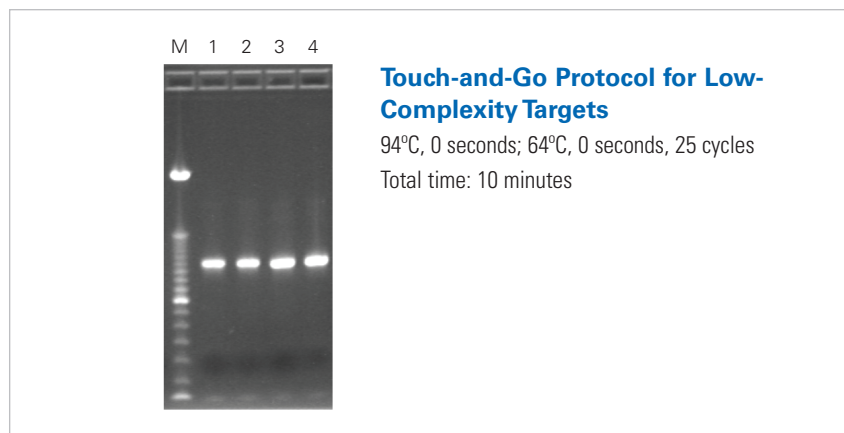 M 1 2 3 4
Touch-and-Go Protocol for Low-
Complexity Targets
94ºC, 0 seconds; 64ºC, 0 seconds, 25 cycles
Total time: 10 minutes